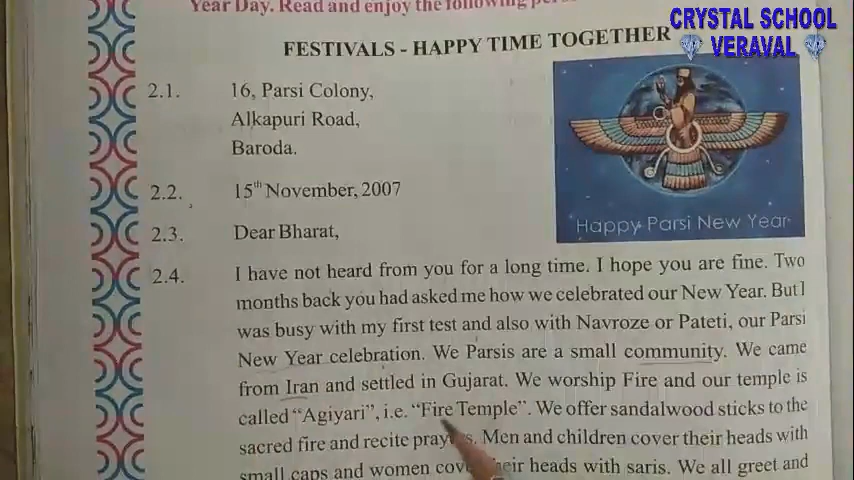 Year Day. Read and enjoy the following
CRYSTAL SCHOOL
VERAVAL
FESTIVALS - HAPPY TIME TOGETHER
2.1. 16, Parsi Colony,
Alkapuri Road,
Baroda.
2.2. 15th November, 2007
Happy Parsi New Year
2.3. Dear Bharat,
2.4. I have not heard from you for a long time. I hope you are fine. Two
months back you had asked me how we celebrated our New Year. But I
was busy with my first test and also with Navroze or Pateti, our Parsi
New Year celebration. We Parsis are a small community. We came
from Iran and settled in Gujarat. We worship Fire and our temple is
called "Agiyari", i.e. "Fire Temple". We offer sandalwood sticks to the
sacred fire and recite prayers. Men and children cover their heads with
small caps and women cover their heads with saris. We all greet and